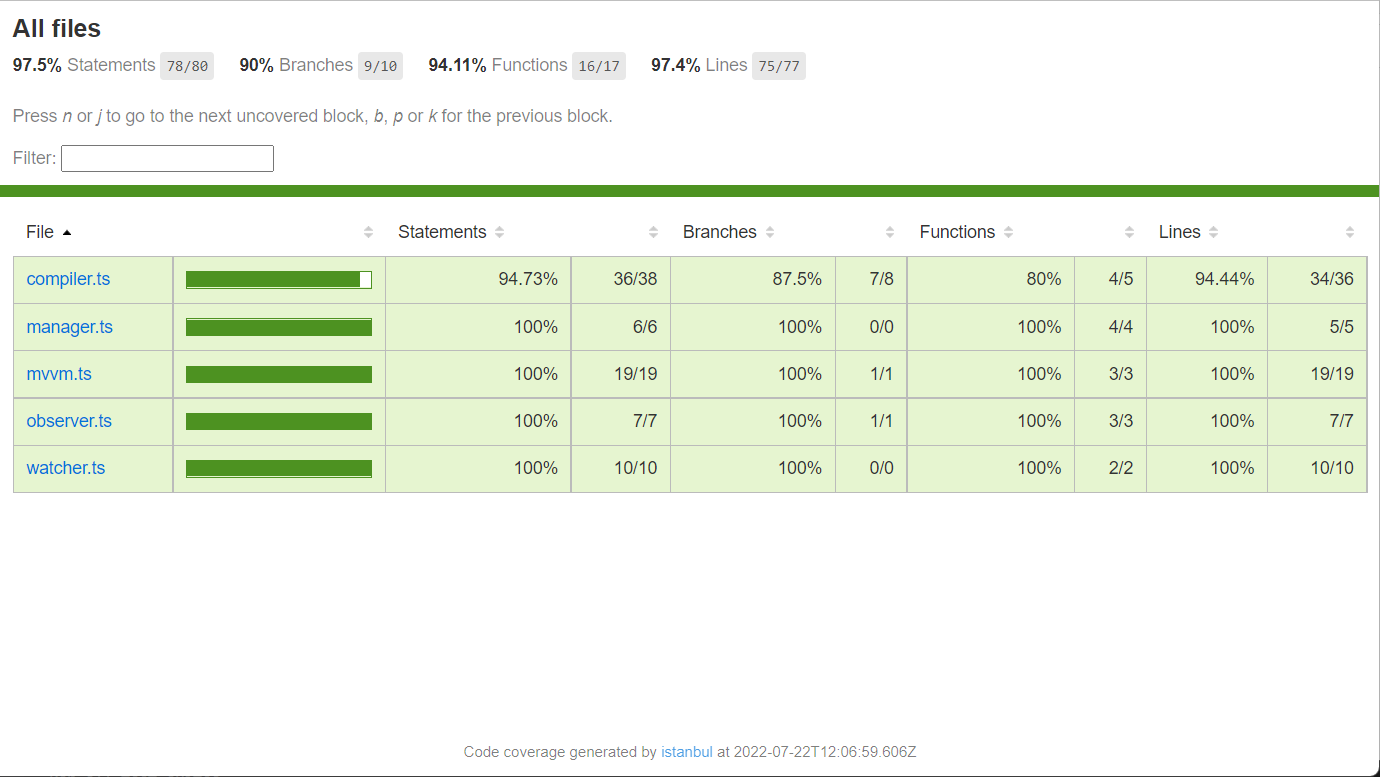 All files
97.5% Statements 78/80 90% Branches 9/10 94.11% Functions 16/17 97.4% Lines 75/77
Press n or j to go to the next uncovered block, b, p or k for the previous block.
Filter:
File Statements Branches Functions Lines
compiler.ts 94.73% 36/38 87.5% 7/8 80% 4/5 94.44% 34/36
manager.ts 100% 6/6 100% 0/0 100% 4/4 100% 5/5
mvvm.ts 100% 19/19 100% 1/1 100% 3/3 100% 19/19
observer.ts 100% 7/7 100% 1/1 100% 3/3 100% 7/7
watcher.ts 100% 10/10 100% 0/0 100% 2/2 100% 10/10
Code coverage generated by istanbul at 2022-07-22T12:06:59.606Z